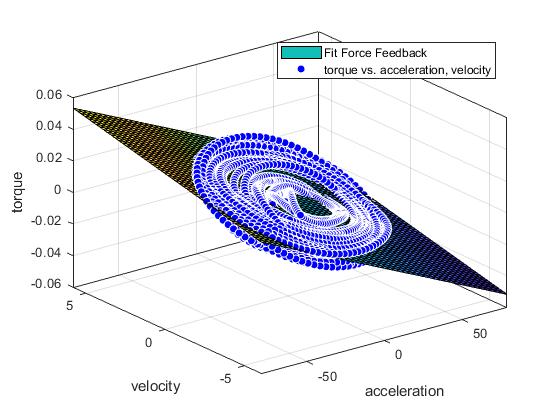 Fit Force Feedback
torque vs. acceleration, velocity
0.06
0.04
0.02
0
-0.02
-0.04
-0.06
torque
5
0
-5
velocity
-50
0
50
acceleration